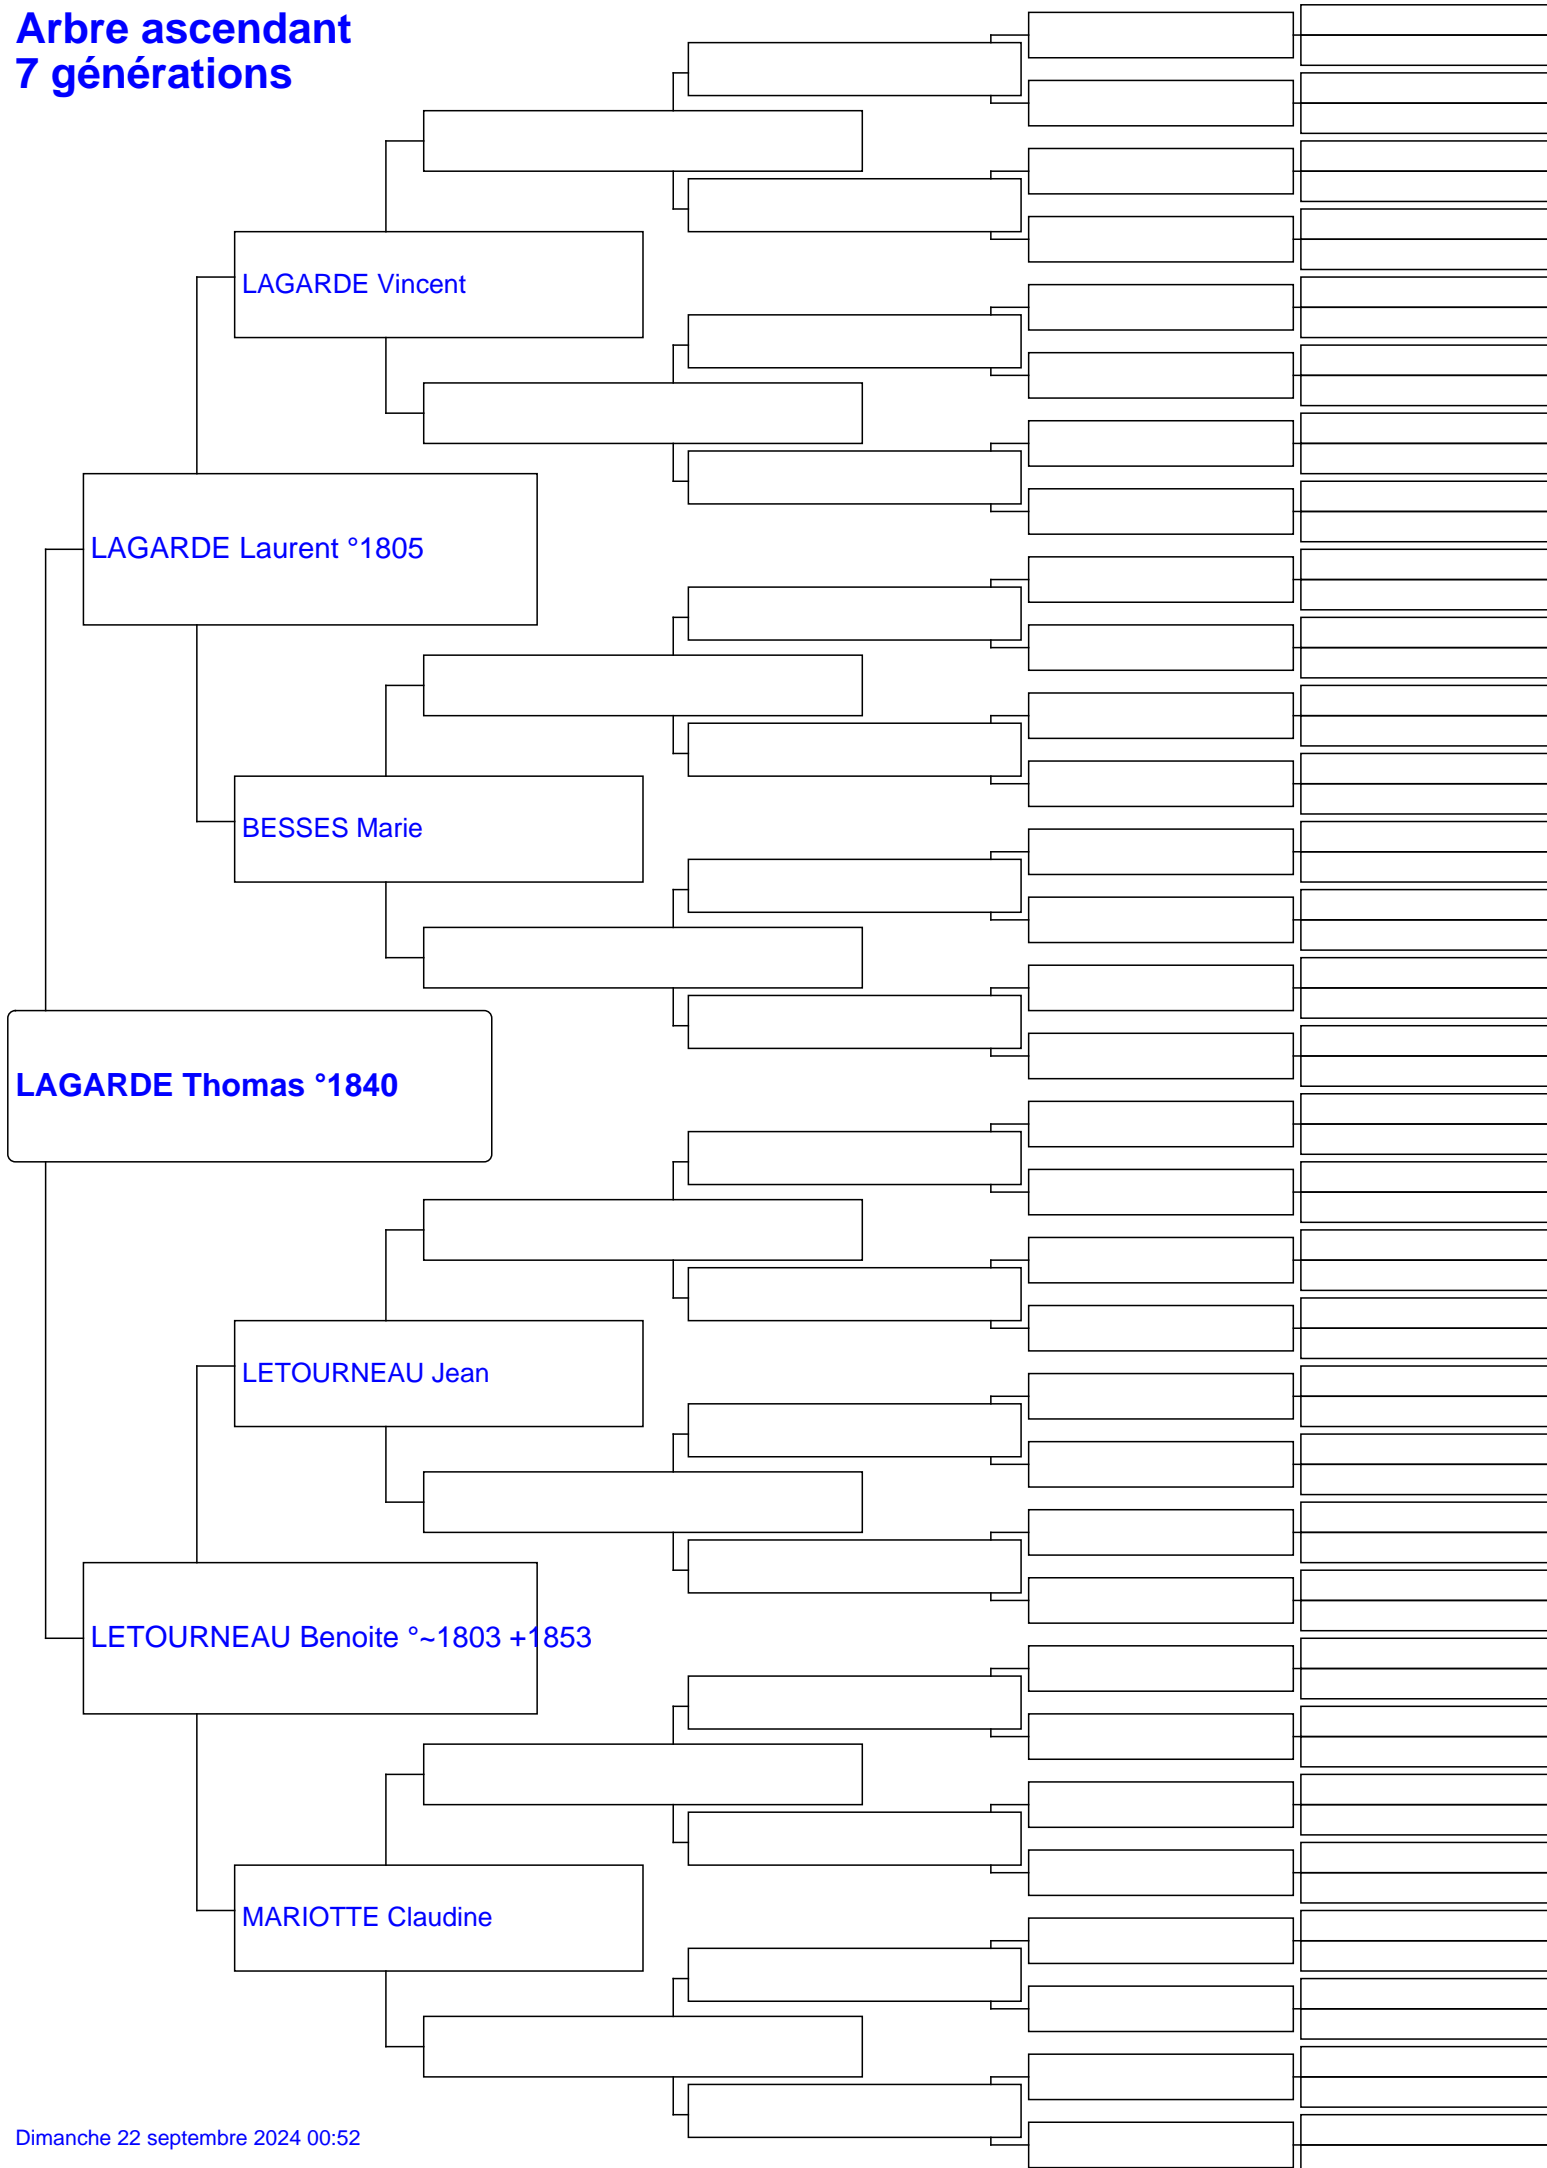 Arbre ascendant
7 générations
LAGARDE Vincent
LAGARDE Laurent °1805
BESSES Marie
LAGARDE Thomas °1840
LETOURNEAU Jean
LETOURNEAU Benoite °~1803 +1853
MARIOTTE Claudine
Dimanche 22 septembre 2024 00:52